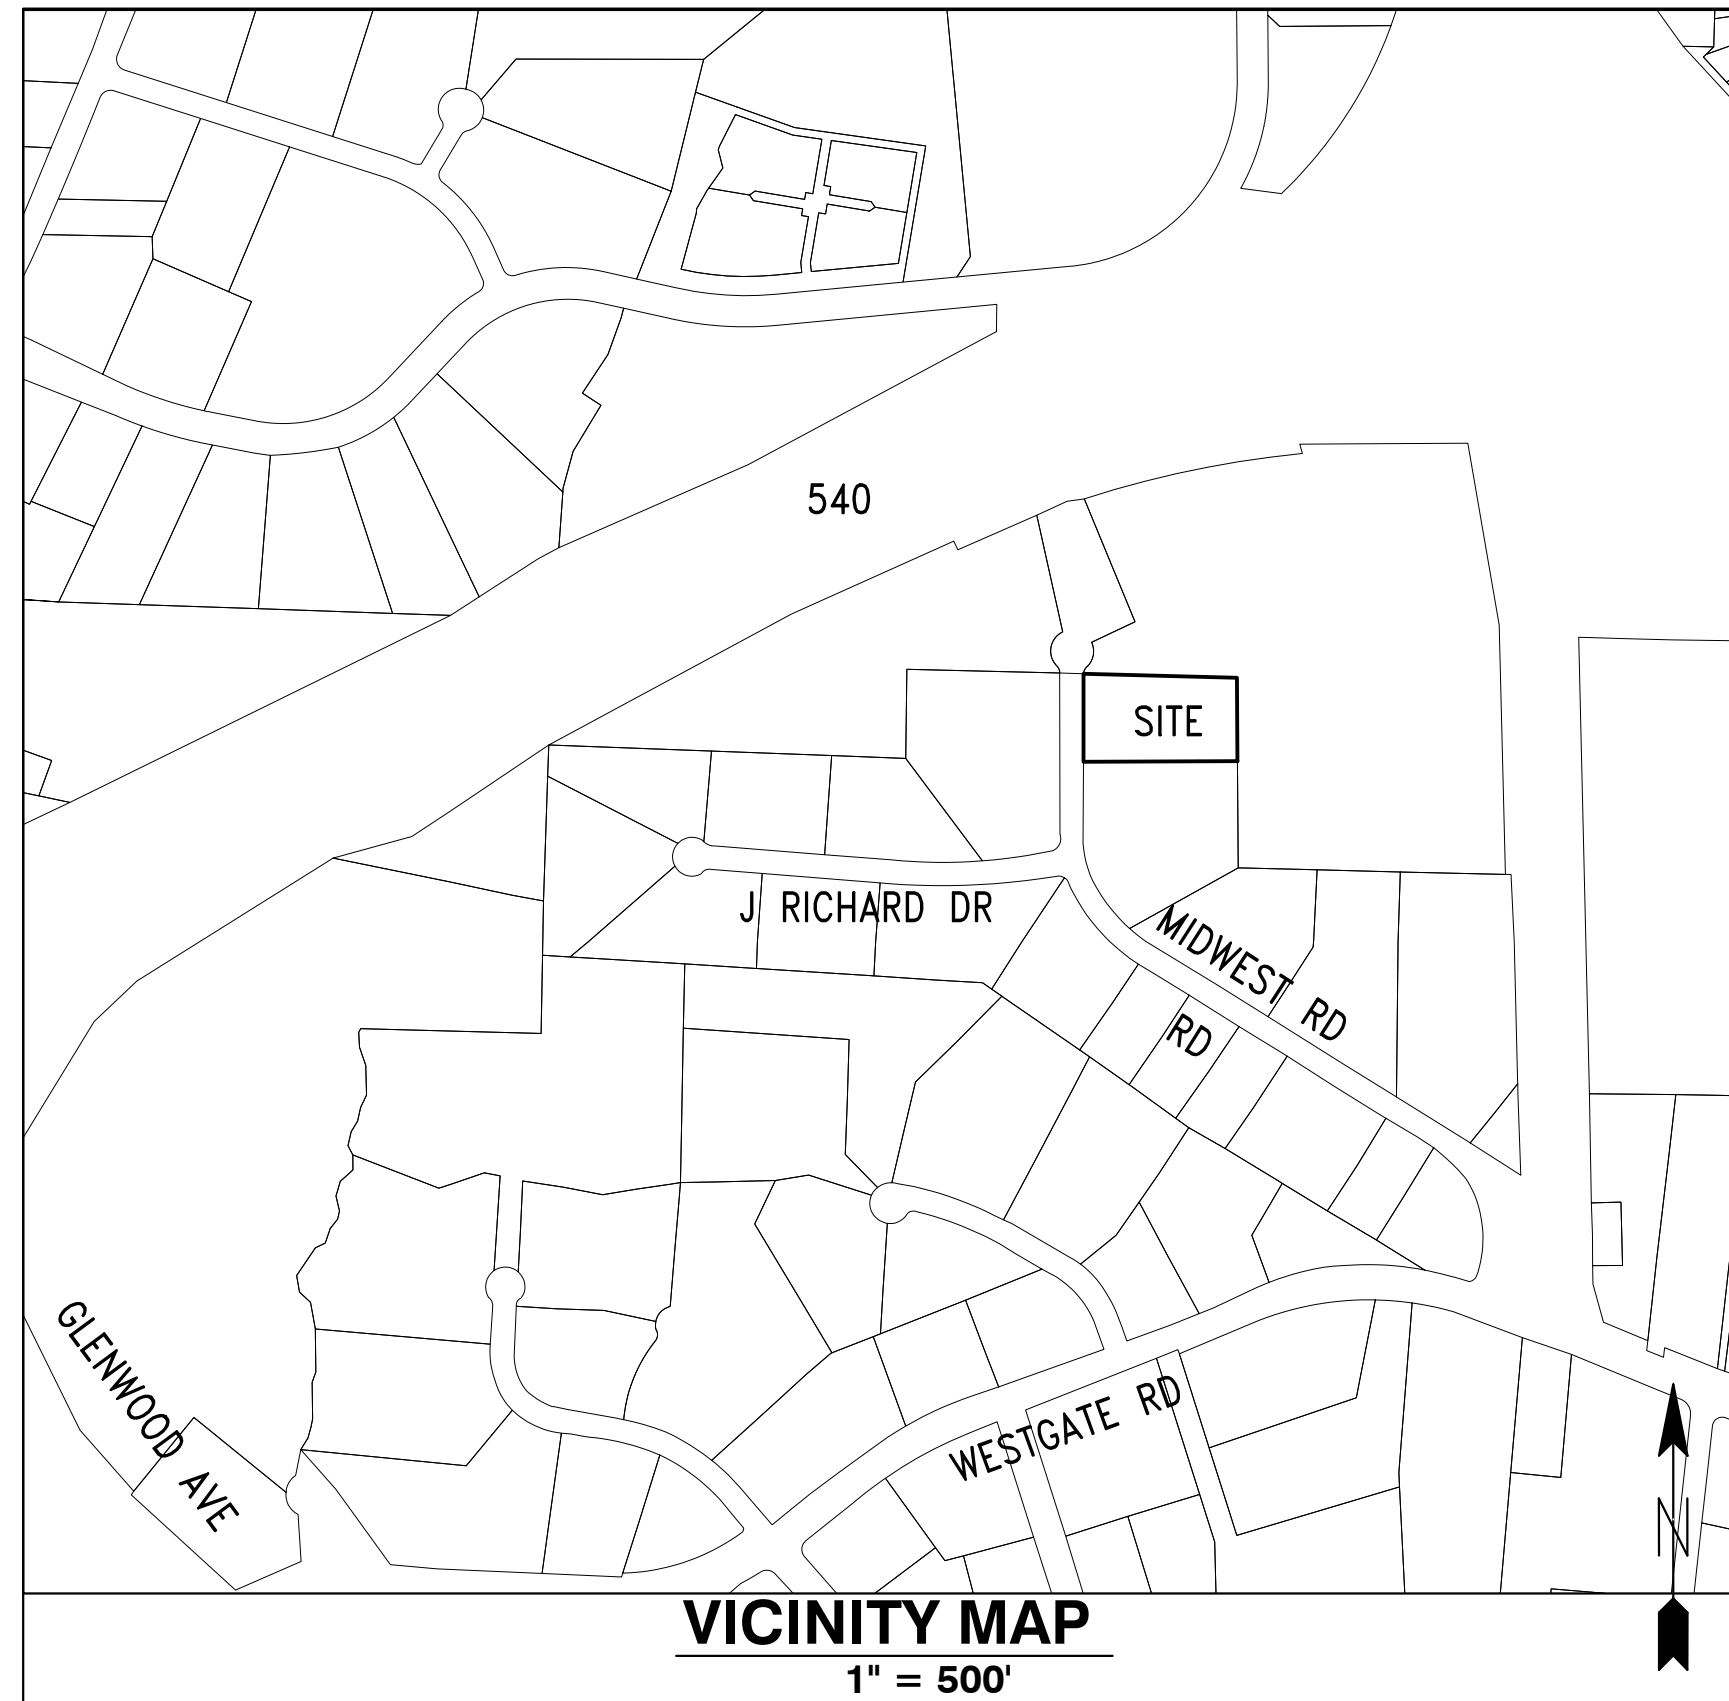 540
SITE
J RICHARD DR
MIDWEST RD
RD
GLENWOOD AVE
WESTGATE RD
N
VICINITY MAP
1" = 500'